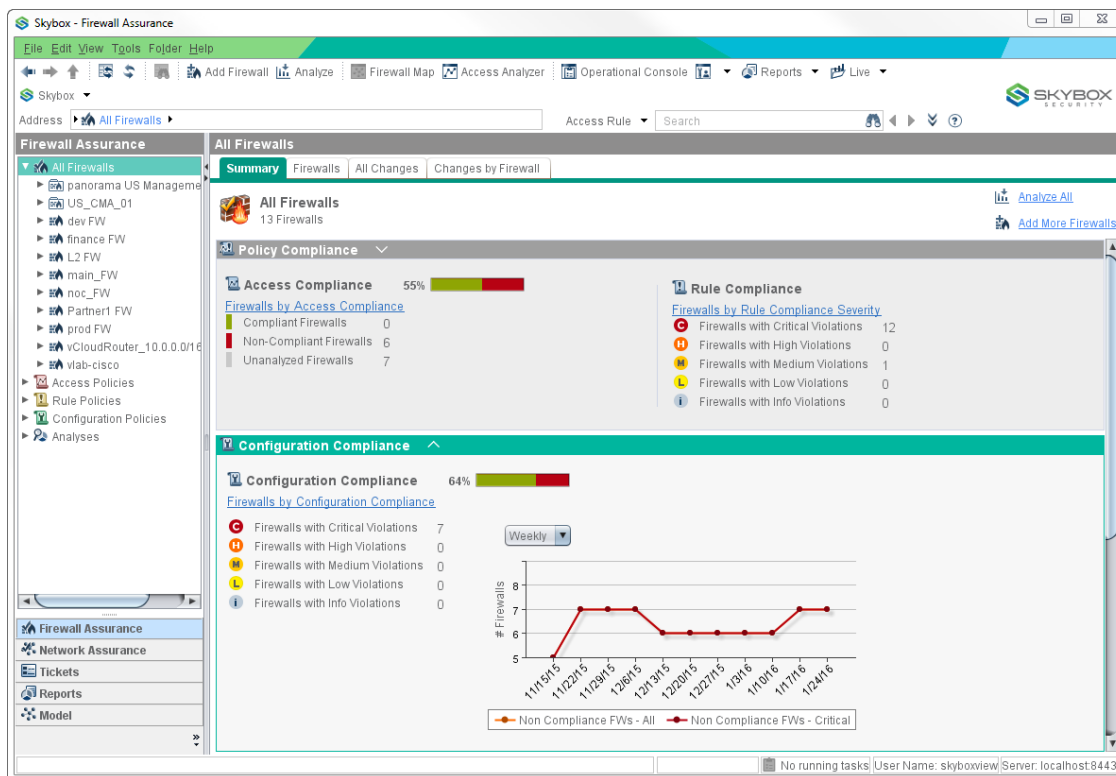 Skybox - Firewall Assurance
File Edit View Tools Folder Help
Add Firewall Analyze Firewall Map Access Analyzer Operational Console Reports Live
Skybox
SKYBOX
SECURITY
Address All Firewalls Access Rule Search
Firewall Assurance
All Firewalls
panorama US Manageme
US_CMA_01
dev FW
finance FW
L2 FW
main_FW
noc_FW
Partner1 FW
prod FW
vCloudRouter_10.0.0.0/16
vlab-cisco
Access Policies
Rule Policies
Configuration Policies
Analyses
Firewall Assurance
Network Assurance
Tickets
Reports
Model
All Firewalls
Summary Firewalls All Changes Changes by Firewall
All Firewalls
13 Firewalls
Analyze All
Add More Firewalls
Policy Compliance
Access Compliance 55%
Firewalls by Access Compliance
Compliant Firewalls 0
Non-Compliant Firewalls 6
Unanalyzed Firewalls 7
Rule Compliance
Firewalls by Rule Compliance Severity
C Firewalls with Critical Violations 12
H Firewalls with High Violations 0
M Firewalls with Medium Violations 1
L Firewalls with Low Violations 0
i Firewalls with Info Violations 0
Configuration Compliance
Configuration Compliance 64%
Firewalls by Configuration Compliance
C Firewalls with Critical Violations 7
H Firewalls with High Violations 0
M Firewalls with Medium Violations 0
L Firewalls with Low Violations 0
i Firewalls with Info Violations 0
Weekly
# Firewalls
8
7
6
5
11/15/15 11/22/15 11/29/15 12/6/15 12/13/15 12/20/15 12/27/15 1/3/16 1/10/16 1/17/16 1/24/16
Non Compliance FWs - All Non Compliance FWs - Critical
No running tasks User Name: skyboxview Server: localhost:8443